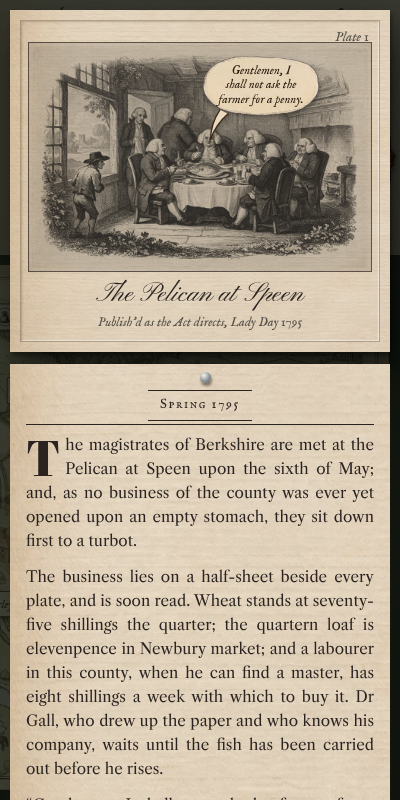 Plate 1
Gentlemen, I
shall not ask the
farmer for a penny.
The Pelican at Speen
Publish'd as the Act directs, Lady Day 1795
Spring 1795
The magistrates of Berkshire are met at the
Pelican at Speen upon the sixth of May;
and, as no business of the county was ever yet
opened upon an empty stomach, they sit down
first to a turbot.
The business lies on a half-sheet beside every
plate, and is soon read. Wheat stands at seventy-
five shillings the quarter; the quartern loaf is
elevenpence in Newbury market; and a labourer
in this county, when he can find a master, has
eight shillings a week with which to buy it. Dr
Gall, who drew up the paper and who knows his
company, waits until the fish has been carried
out before he rises.